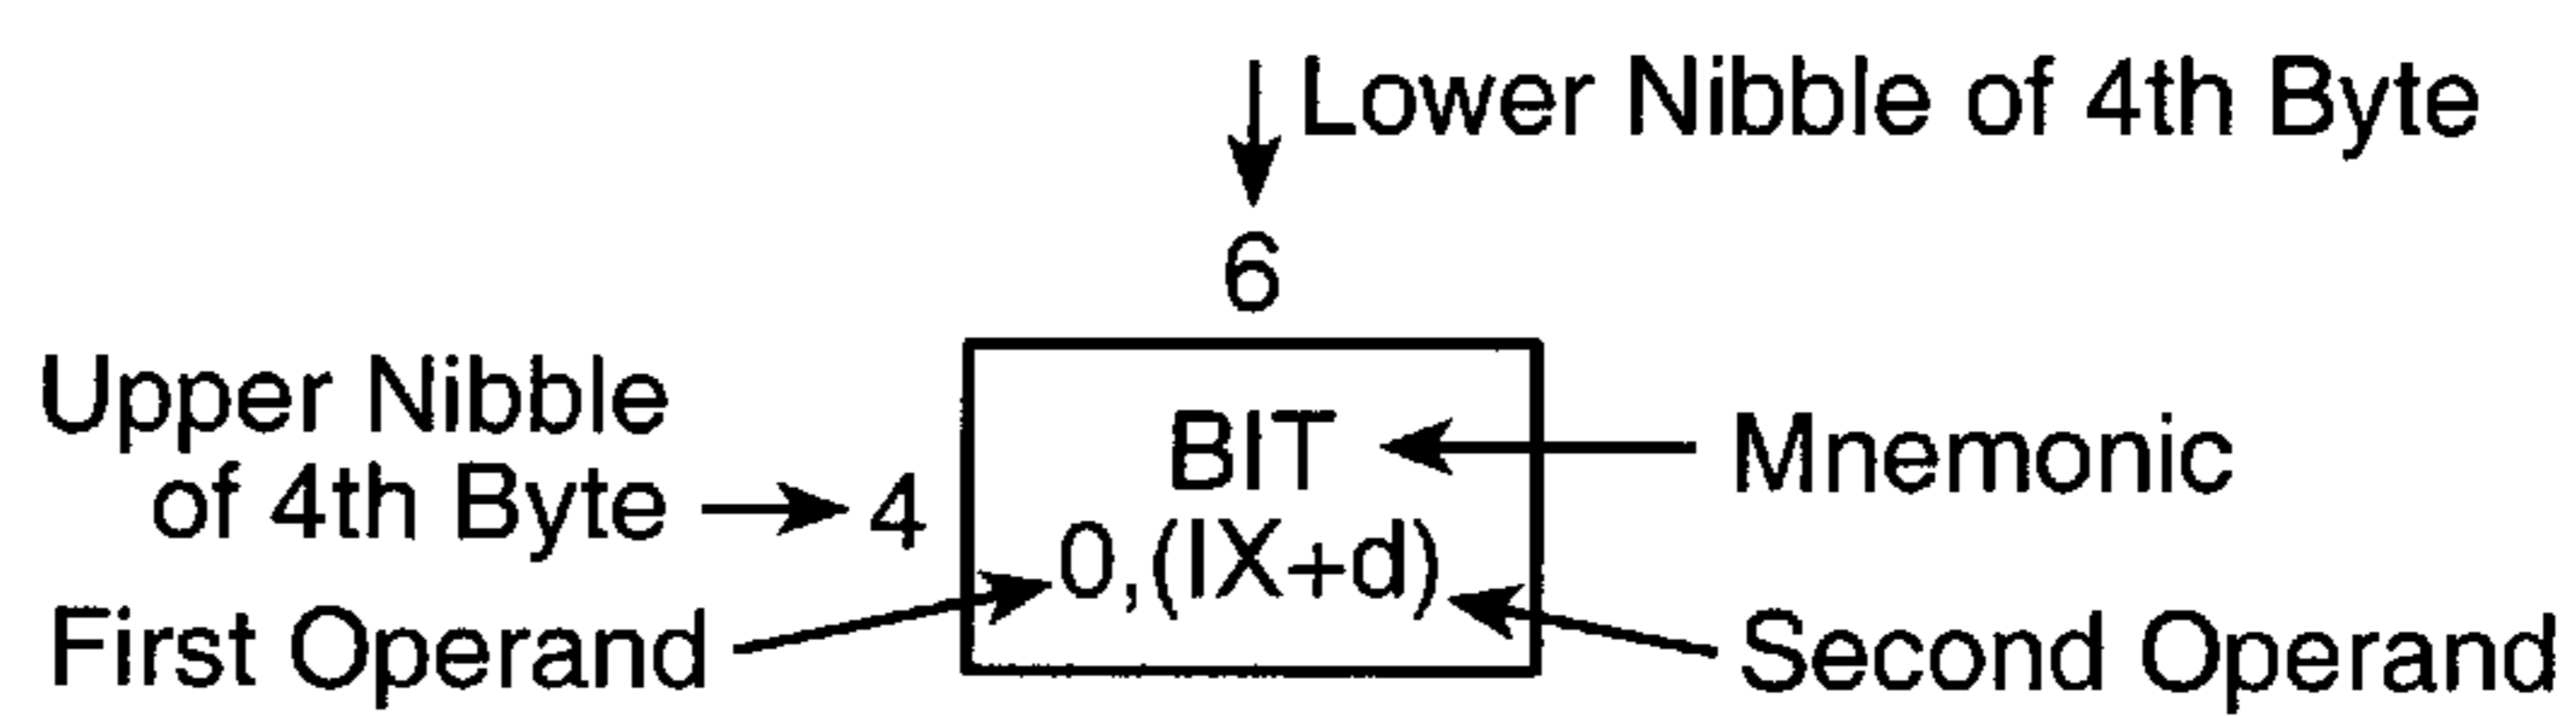 Lower Nibble of 4th Byte
6
Upper Nibble
of 4th Byte
4
BIT
Mnemonic
0,(IX+d)
First Operand
Second Operand